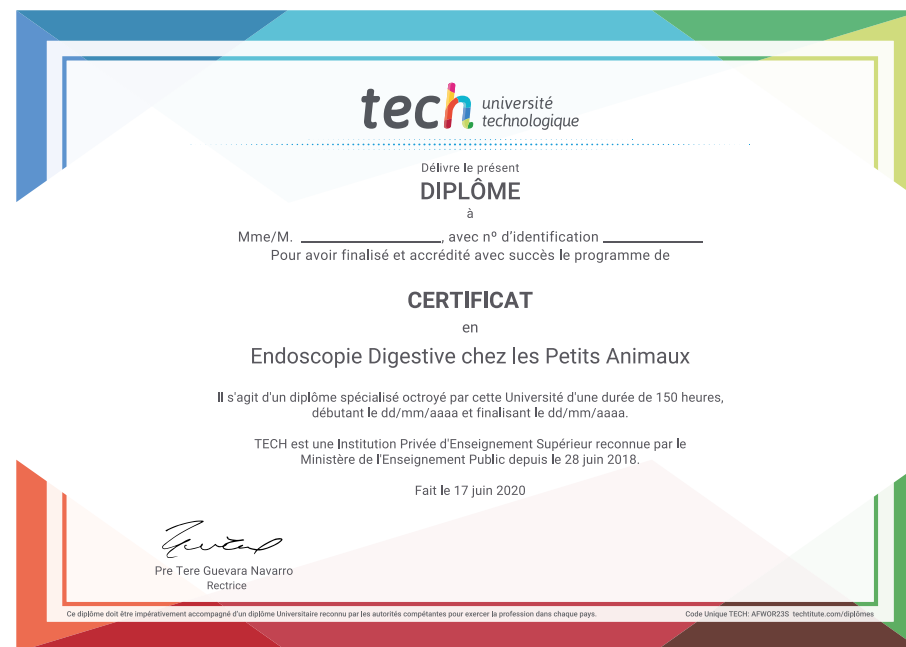 tech université
technologique
Délivre le présent
DIPLÔME
à
Mme/M. ____________________, avec nº d'identification ______________
Pour avoir finalisé et accrédité avec succès le programme de
CERTIFICAT
en
Endoscopie Digestive chez les Petits Animaux
Il s'agit d'un diplôme spécialisé octroyé par cette Université d'une durée de 150 heures,
débutant le dd/mm/aaaa et finalisant le dd/mm/aaaa.
TECH est une Institution Privée d'Enseignement Supérieur reconnue par le
Ministère de l'Enseignement Public depuis le 28 juin 2018.
Fait le 17 juin 2020
Pre Tere Guevara Navarro
Rectrice
Ce diplôme doit être impérativement accompagné d'un diplôme Universitaire reconnu par les autorités compétantes pour exercer la profession dans chaque pays.
Code Unique TECH: AFWOR23S techtitute.com/diplômes